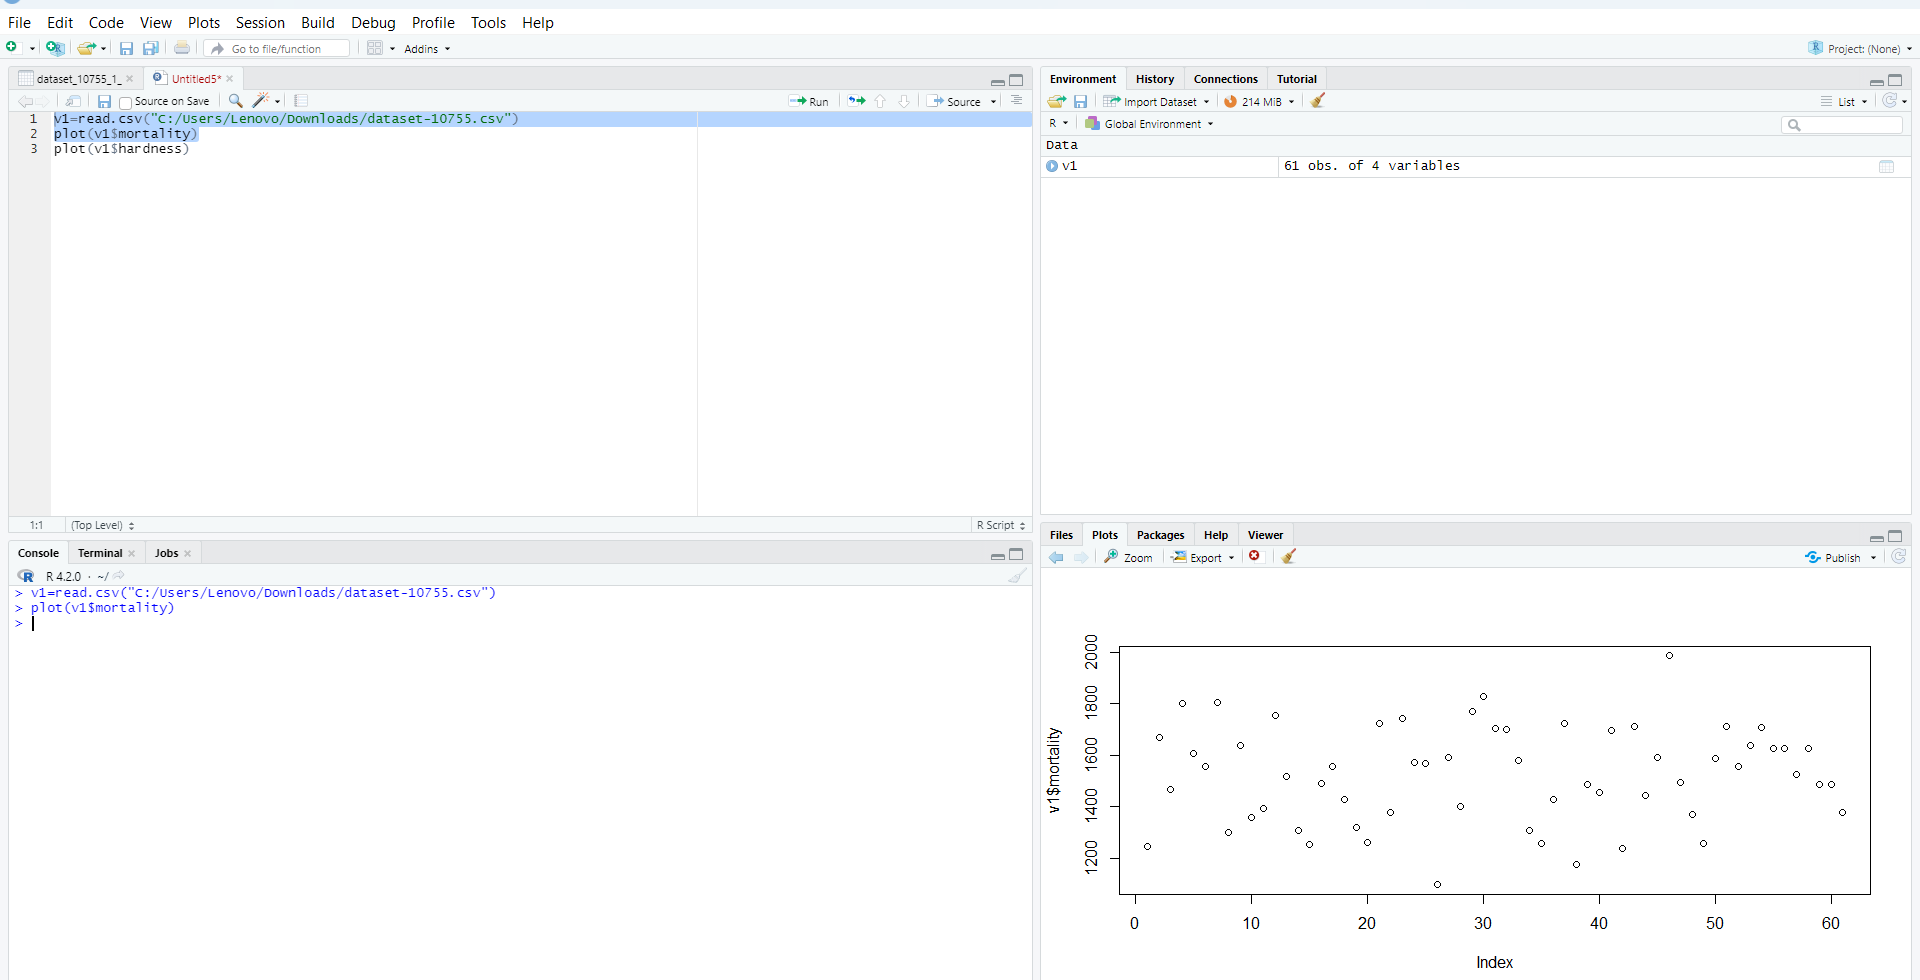 File Edit Code View Plots Session Build Debug Profile Tools Help
Go to file/function Addins Project: (None)
dataset_10755_1_ Untitled5*
Source on Save Run Source
1 v1=read.csv("C:/Users/Lenovo/Downloads/dataset-10755.csv")
2 plot(v1$mortality)
3 plot(v1$hardness)
1:1 (Top Level) R Script
Console Terminal Jobs
R 4.2.0 · ~/
> v1=read.csv("C:/Users/Lenovo/Downloads/dataset-10755.csv")
> plot(v1$mortality)
>
Environment History Connections Tutorial
Import Dataset 214 MiB List
R Global Environment
Data
v1 61 obs. of 4 variables
Files Plots Packages Help Viewer
Zoom Export Publish
v1$mortality
2000
1800
1600
1400
1200
0 10 20 30 40 50 60
Index